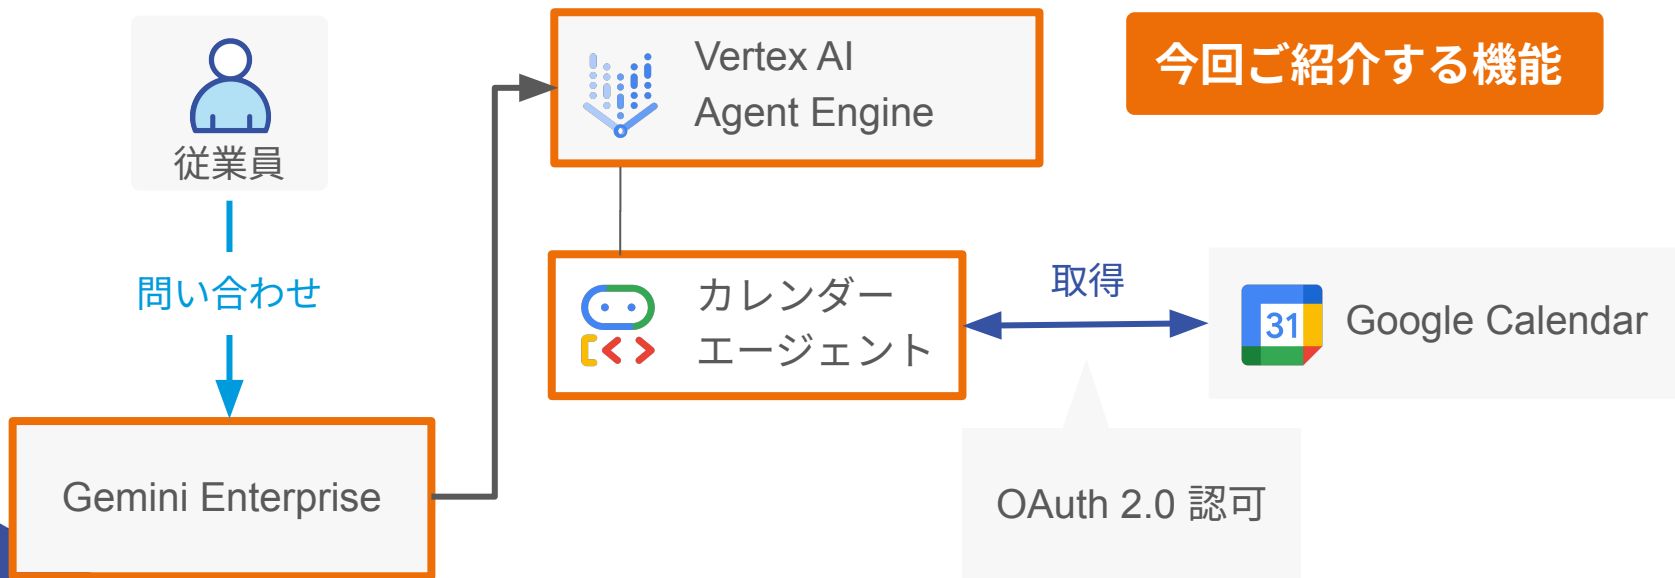 従業員
問い合わせ
Gemini Enterprise
Vertex AI
Agent Engine
今回ご紹介する機能
カレンダー
エージェント
取得
31
Google Calendar
OAuth 2.0 認可